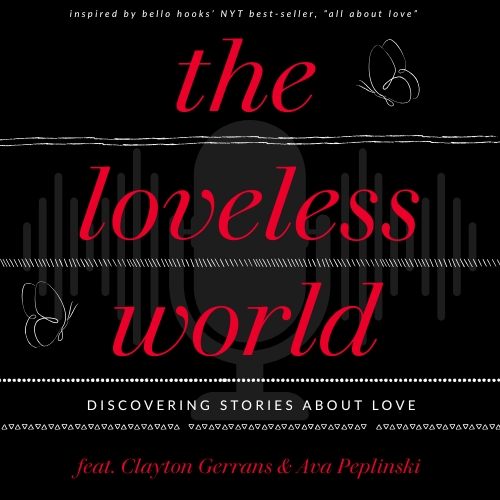 inspired by bello hooks' NYT best-seller, "all about love"
the
loveless
world
DISCOVERING STORIES ABOUT LOVE
feat. Clayton Gerrans & Ava Peplinski